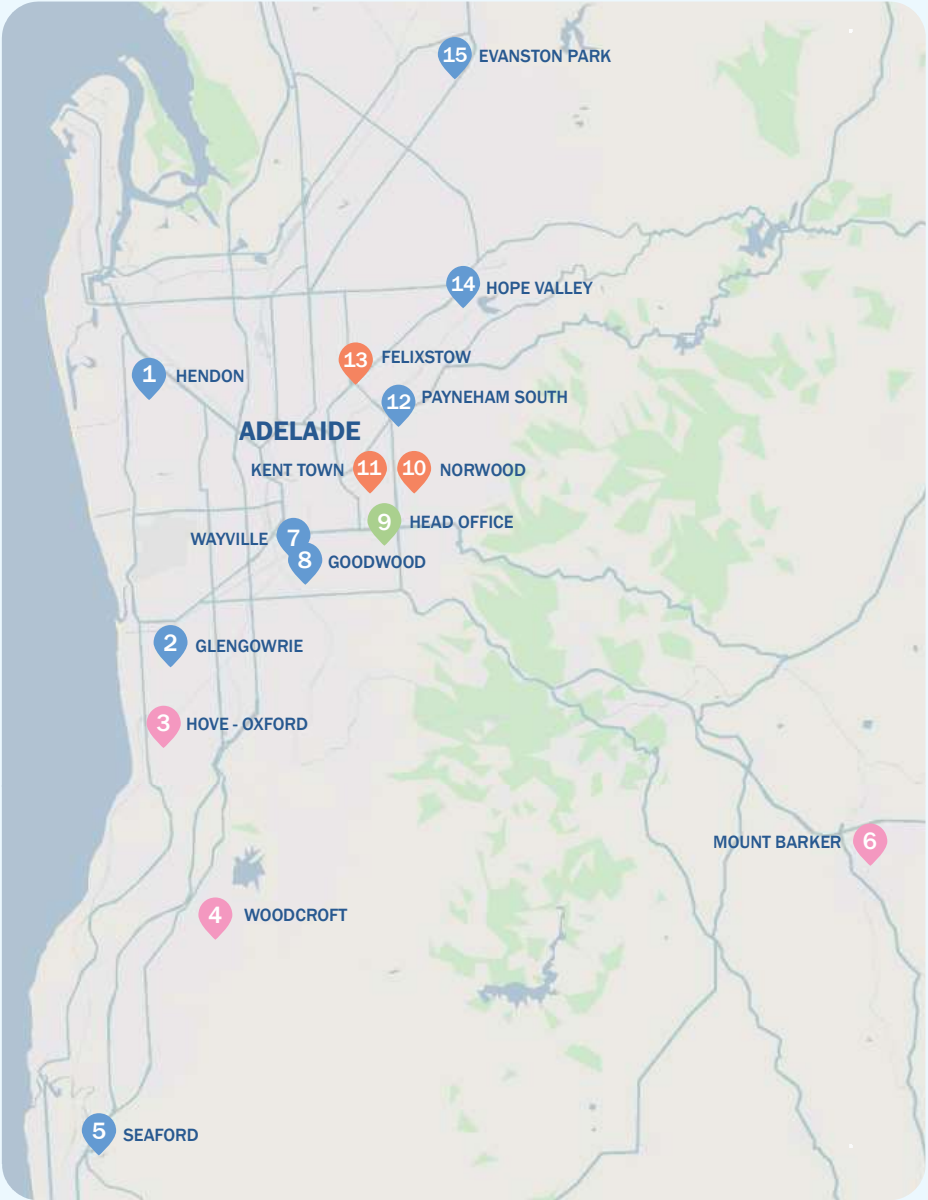 15 EVANSTON PARK
14 HOPE VALLEY
13 FELIXSTOW
1 HENDON
12 PAYNEHAM SOUTH
ADELAIDE
KENT TOWN 11
10 NORWOOD
9 HEAD OFFICE
WAYVILLE 7
8 GOODWOOD
2 GLENGOWRIE
3 HOVE - OXFORD
MOUNT BARKER 6
4 WOODCROFT
5 SEAFORD